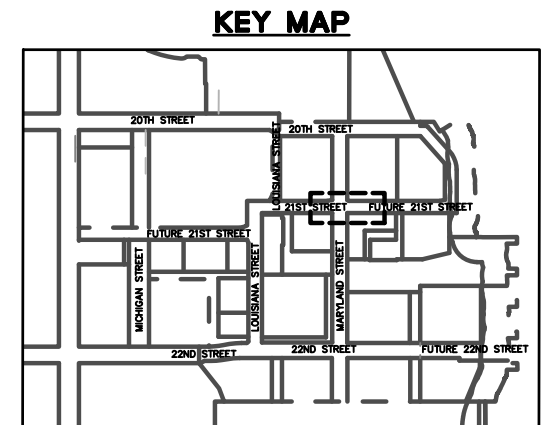 KEY MAP
20TH STREET
20TH STREET
LOUISIANA STREET
21ST STREET
FUTURE 21ST STREET
FUTURE 21ST STREET
MICHIGAN STREET
LOUISIANA STREET
MARYLAND STREET
22ND STREET
22ND STREET
FUTURE 22ND STREET